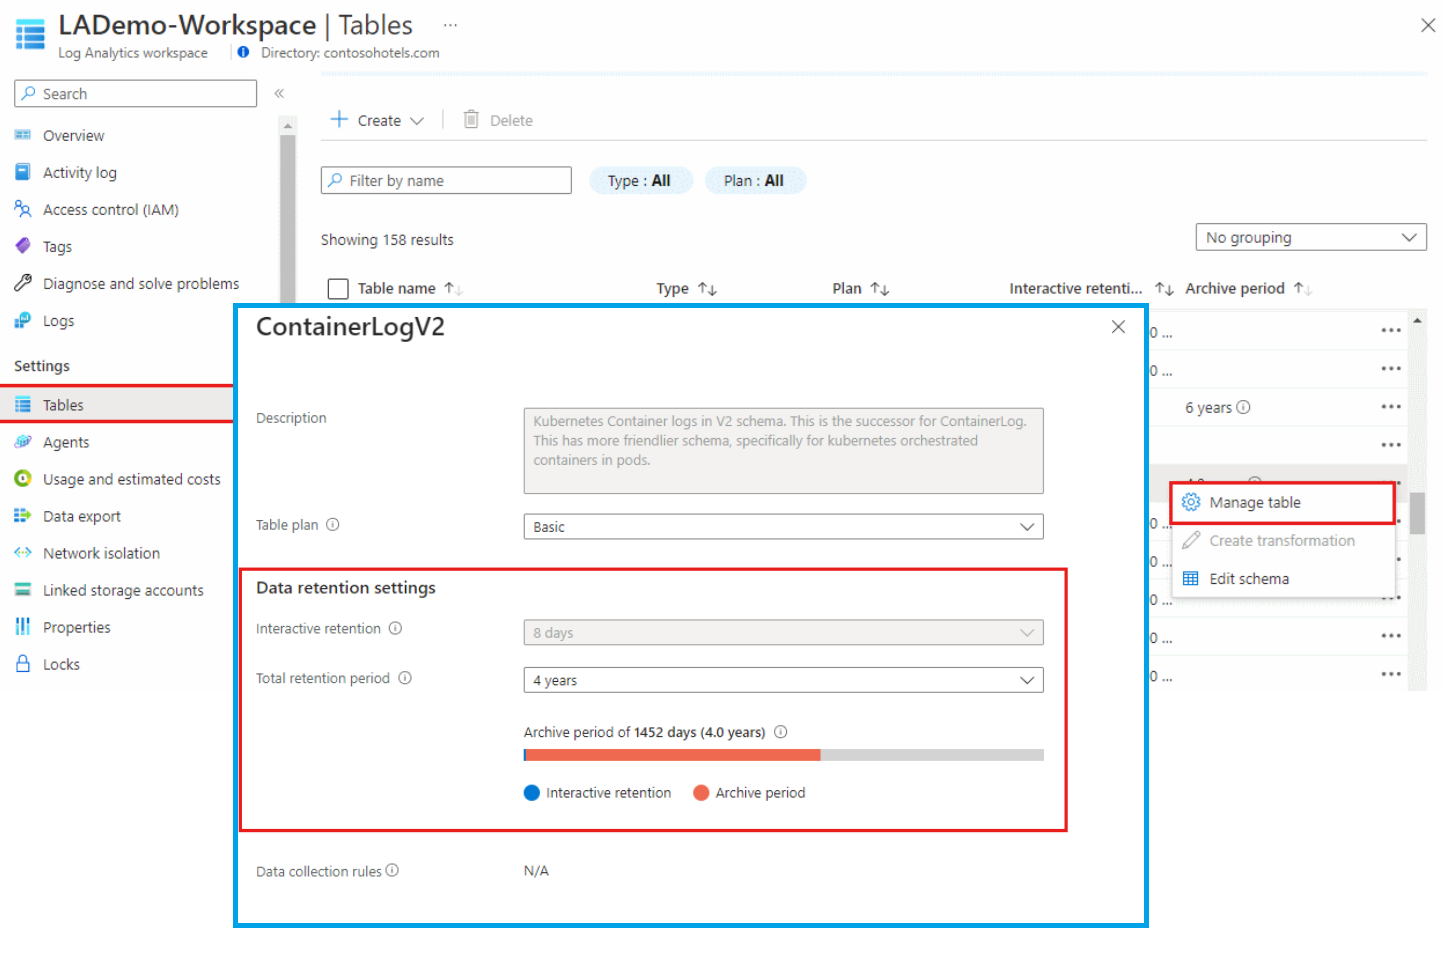 LADemo-Workspace | Tables ...
Log Analytics workspace
Directory: contosohotels.com
Search
«
Overview
Activity log
Access control (IAM)
Tags
Diagnose and solve problems
Logs
Settings
Tables
Agents
Usage and estimated costs
Data export
Network isolation
Linked storage accounts
Properties
Locks
Create
Delete
Filter by name
Type : All
Plan : All
Showing 158 results
No grouping
Table name
Type
Plan
Interactive retenti...
Archive period
0 ...
0 ...
6 years
0 ...
0 ...
0 ...
0 ...
0 ...
Manage table
Create transformation
Edit schema
ContainerLogV2
Description
Kubernetes Container logs in V2 schema. This is the successor for ContainerLog.
This has more friendlier schema, specifically for kubernetes orchestrated
containers in pods.
Table plan
Basic
Data retention settings
Interactive retention
8 days
Total retention period
4 years
Archive period of 1452 days (4.0 years)
Interactive retention
Archive period
Data collection rules
N/A